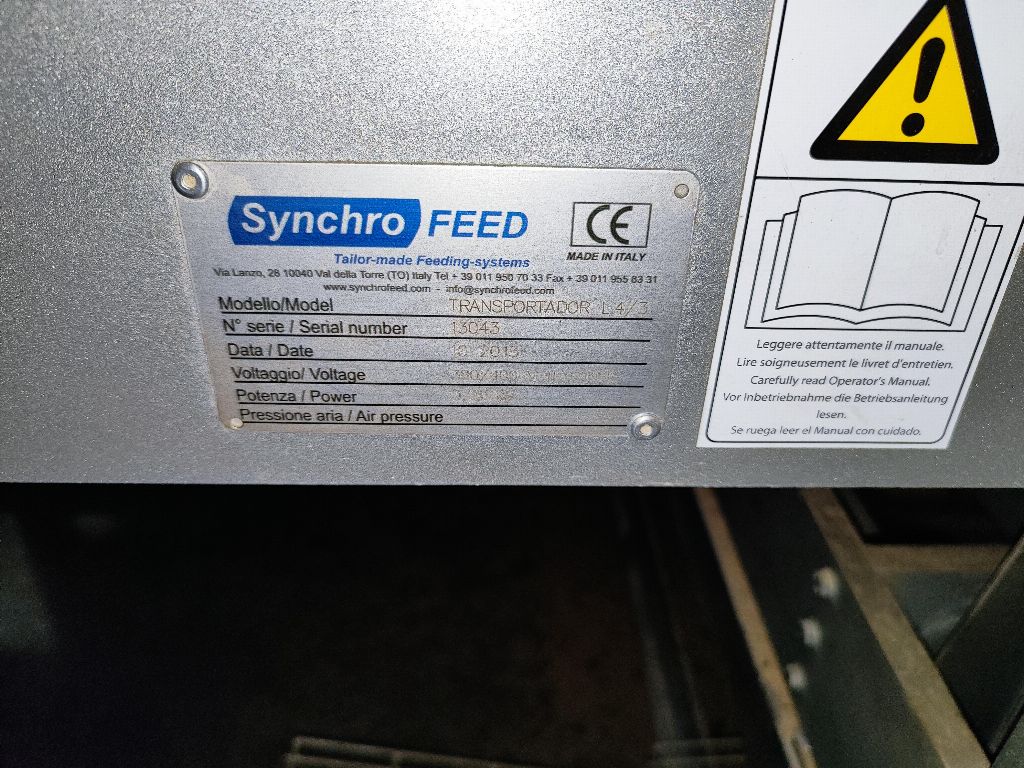 Synchro FEED
CE
MADE IN ITALY
Tailor-made Feeding-systems
Via Lanzo, 28 10040 Val della Torre (TO) Italy Tel + 39 011 950 70 33 Fax + 39 011 955 83 31
www.synchrofeed.com - info@synchrofeed.com
Modello/Model TRANSPORTADOR L.4/3
N° serie / Serial number 13043
Data / Date
Voltaggio/ Voltage
Potenza / Power
Pressione aria / Air pressure
Leggere attentamente il manuale.
Lire soigneusement le livret d'entretien.
Carefully read Operator's Manual.
Vor Inbetriebnahme die Betriebsanleitung
lesen.
Se ruega leer el Manual con cuidado.